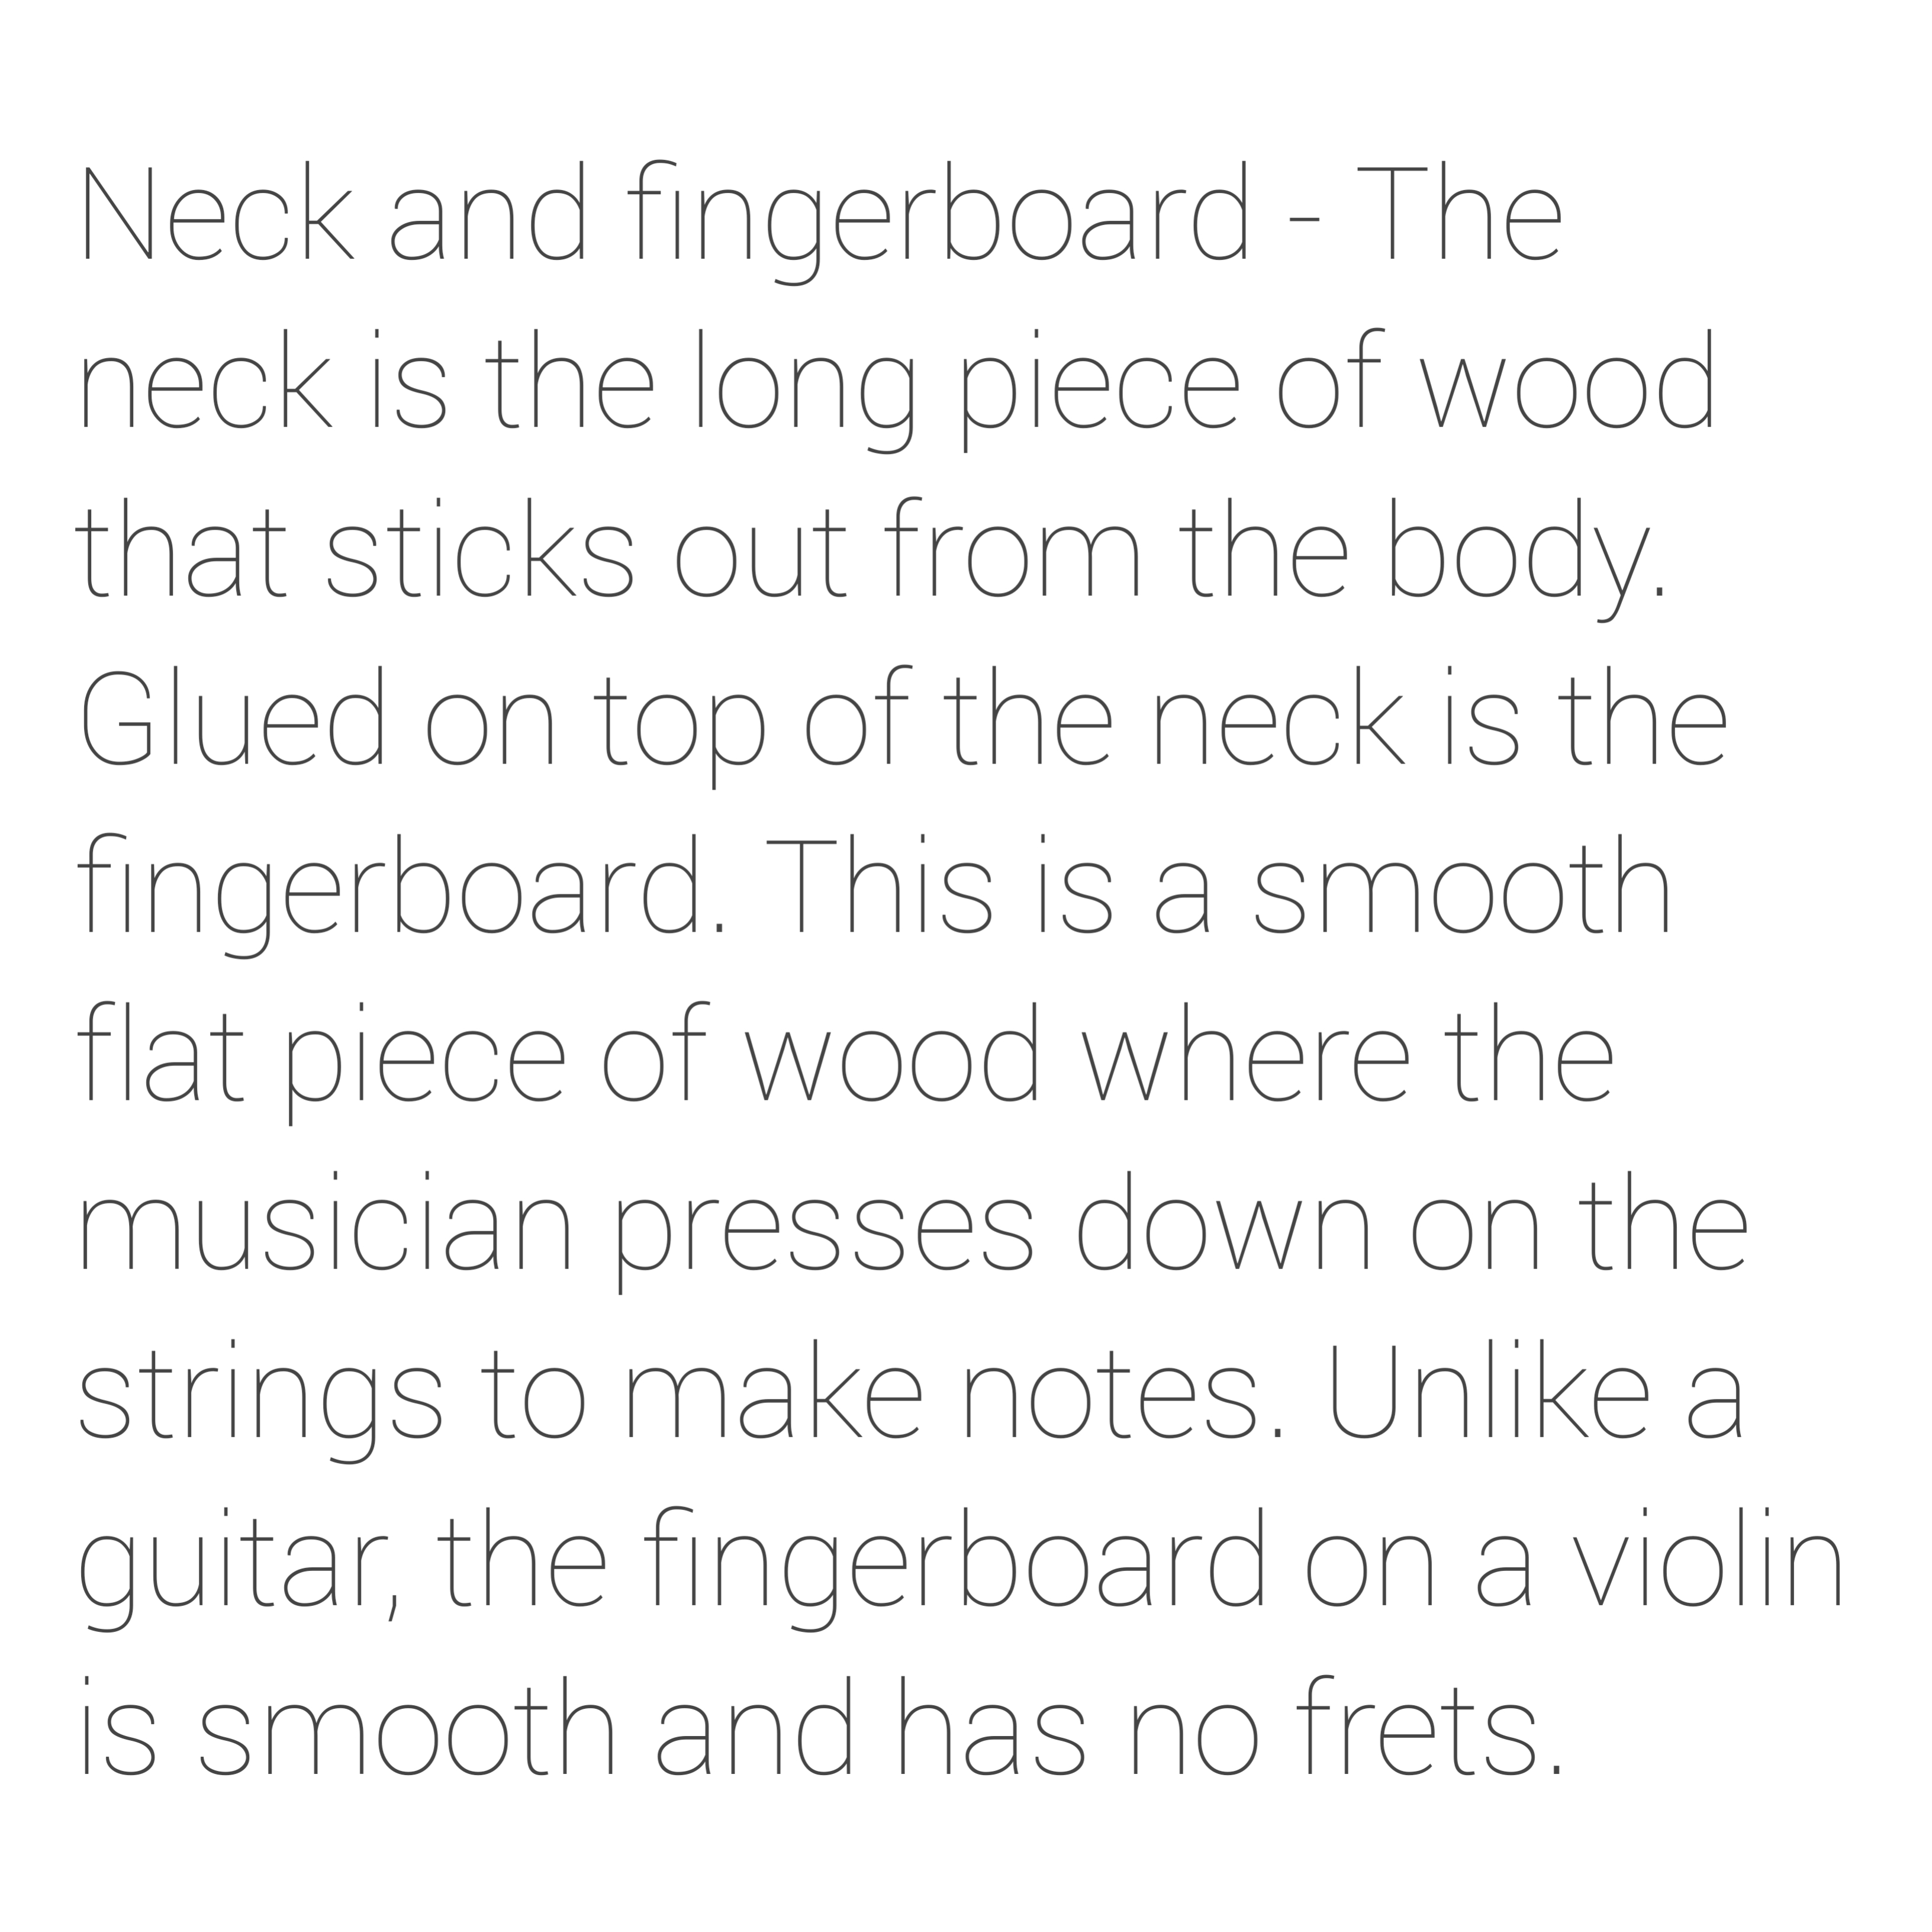 Neck and fingerboard - The
neck is the long piece of wood
that sticks out from the body.
Glued on top of the neck is the
fingerboard. This is a smooth
flat piece of wood where the
musician presses down on the
strings to make notes. Unlike a
guitar, the fingerboard on a violin
is smooth and has no frets.